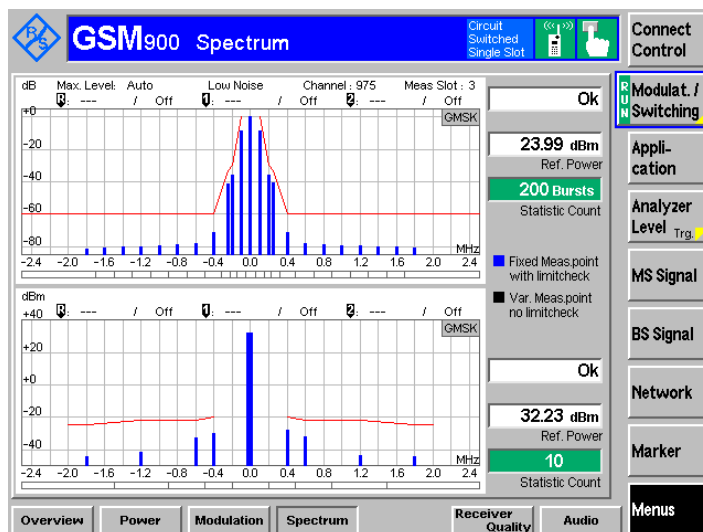 R S
GSM900 Spectrum
Circuit
Switched
Single Slot
Connect
Control
RUN
Modulat. /
Switching
Appli-
cation
Analyzer
Level Trg.
MS Signal
BS Signal
Network
Marker
Menus
dB Max. Level: Auto Low Noise Channel : 975 Meas Slot : 3
R: --- / Off 1: --- / Off 2: --- / Off
+0
GMSK
-20
-40
-60
-80
MHz
-2.4 -2.0 -1.6 -1.2 -0.8 -0.4 0.0 0.4 0.8 1.2 1.6 2.0 2.4
Ok
23.99 dBm
Ref. Power
200 Bursts
Statistic Count
Fixed Meas.point
with limitcheck
Var. Meas.point
no limitcheck
dBm
+40
R: --- / Off 1: --- / Off 2: --- / Off
GMSK
+20
+0
-20
-40
MHz
-2.4 -2.0 -1.6 -1.2 -0.8 -0.4 0.0 0.4 0.8 1.2 1.6 2.0 2.4
Ok
32.23 dBm
Ref. Power
10
Statistic Count
Overview
Power
Modulation
Spectrum
Receiver
Quality
Audio